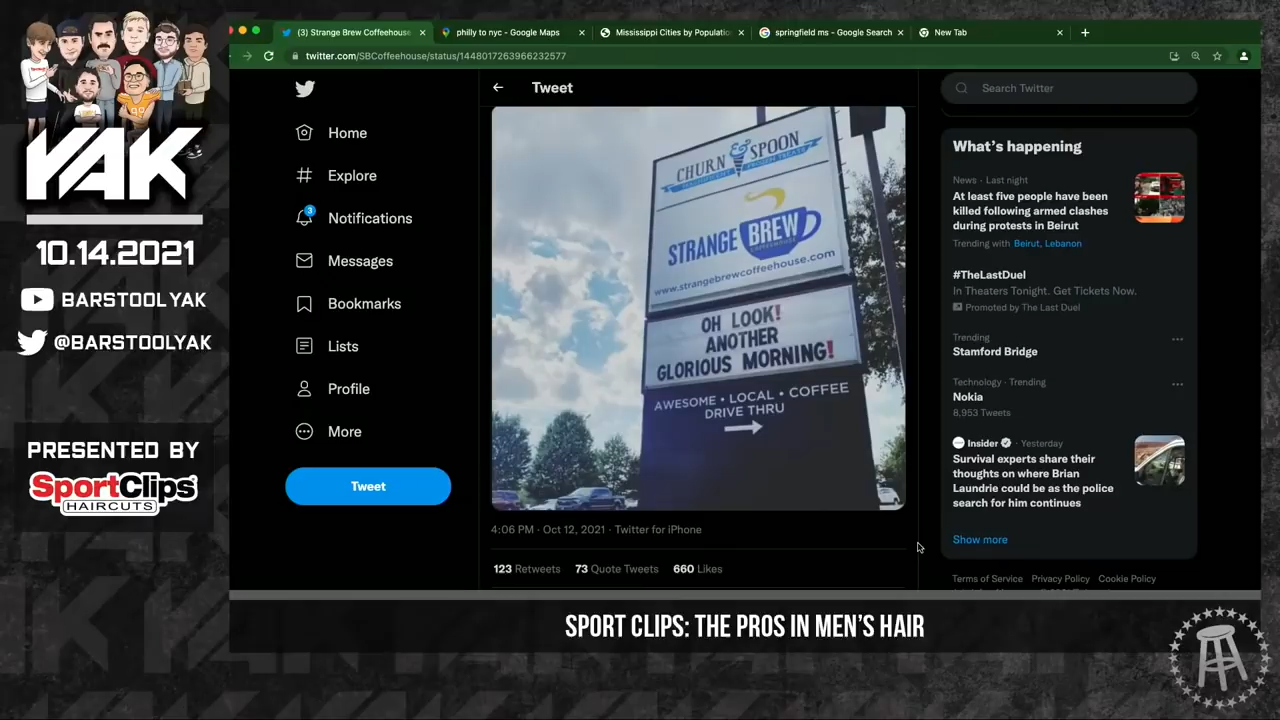 YAK
10.14.2021
BARSTOOLYAK
@BARSTOOLYAK
PRESENTED BY
SportClips
HAIRCUTS
(3) Strange Brew Coffeehouse
philly to nyc - Google Maps
Mississippi Cities by Populatio
springfield ms - Google Search
New Tab
twitter.com/SBCoffeehouse/status/1448017263966232577
Home
Explore
3
Notifications
Messages
Bookmarks
Lists
Profile
More
Tweet
Tweet
CHURN & SPOON
MAGNIFICENT FROZEN TREATS
STRANGE BREW
COFFEEHOUSE
www.strangebrewcoffeehouse.com
OH LOOK!
ANOTHER
GLORIOUS MORNING!
AWESOME • LOCAL • COFFEE
DRIVE THRU
4:06 PM · Oct 12, 2021 · Twitter for iPhone
123 Retweets 73 Quote Tweets 660 Likes
Search Twitter
What's happening
News · Last night
At least five people have been
killed following armed clashes
during protests in Beirut
Trending with Beirut, Lebanon
#TheLastDuel
In Theaters Tonight. Get Tickets Now.
Promoted by The Last Duel
Trending
Stamford Bridge
Technology · Trending
Nokia
8,953 Tweets
Insider · Yesterday
Survival experts share their
thoughts on where Brian
Laundrie could be as the police
search for him continues
Show more
Terms of Service Privacy Policy Cookie Policy
SPORT CLIPS: THE PROS IN MEN'S HAIR